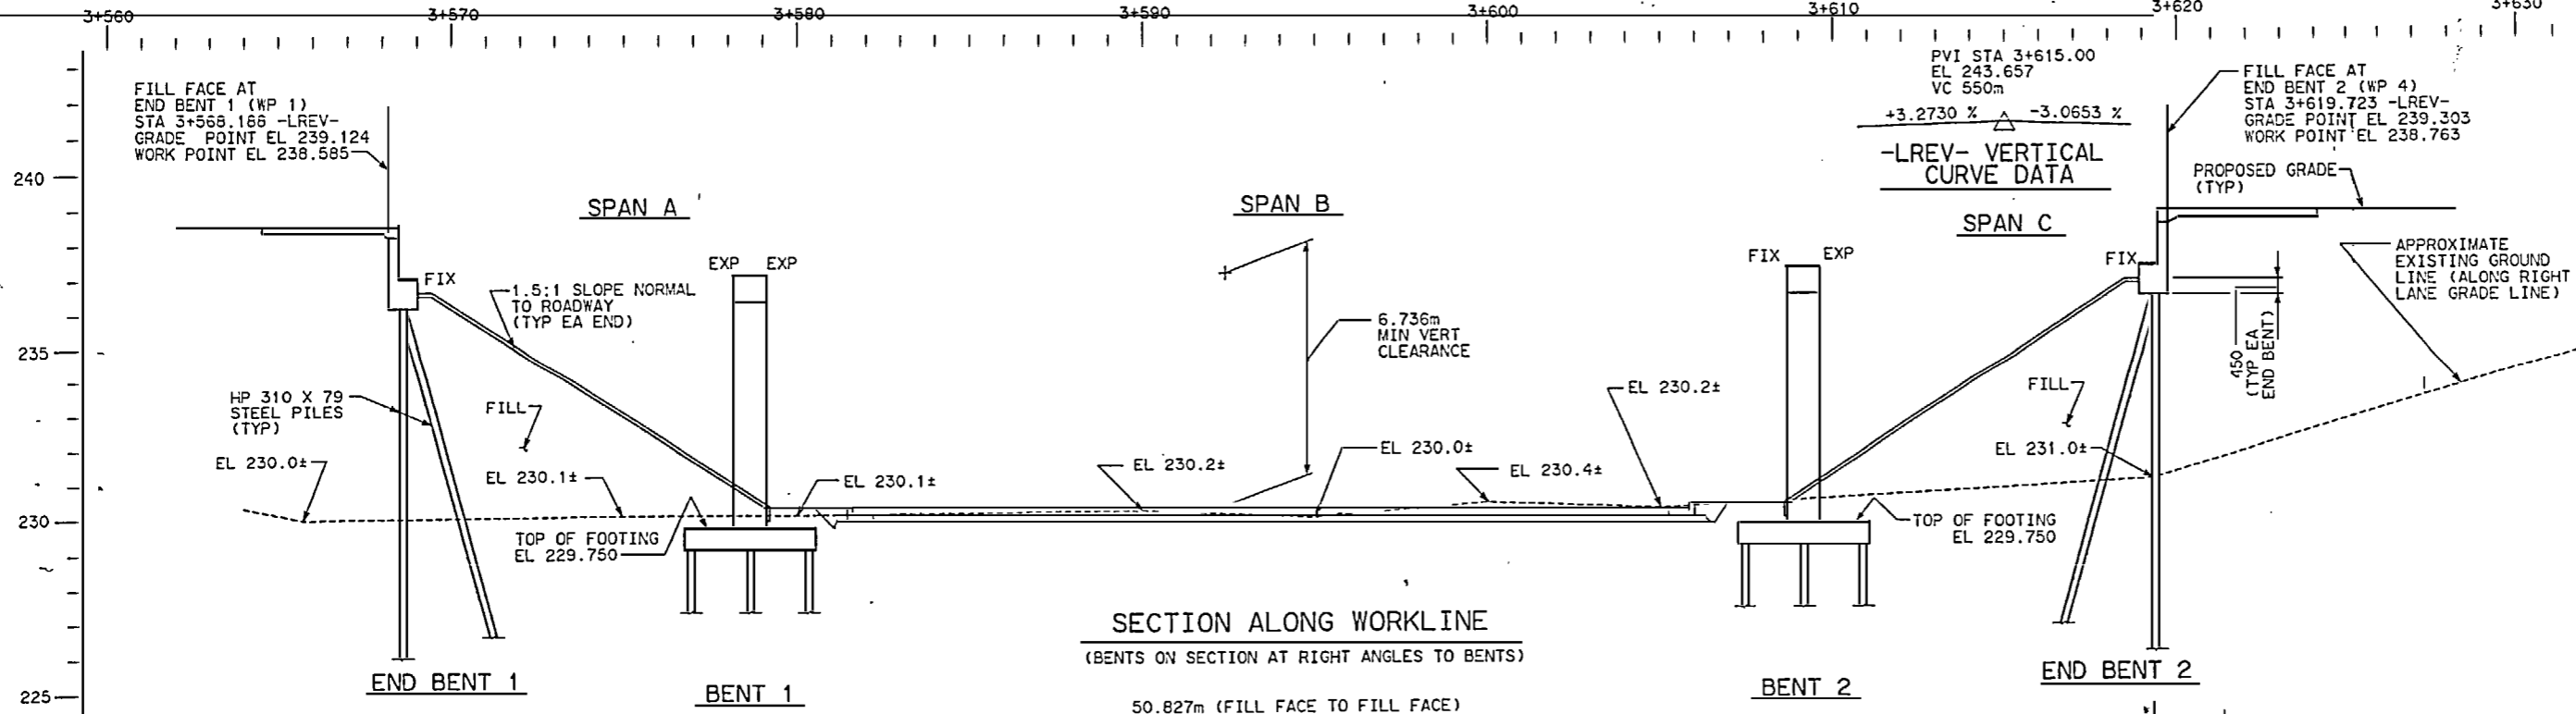 3+560 3+570 3+580 3+590 3+600 3+610 3+620 3+630
FILL FACE AT
END BENT 1 (WP 1)
STA 3+568.186 -LREV-
GRADE POINT EL 239.124
WORK POINT EL 238.585
PVI STA 3+615.00
EL 243.657
VC 550m
+3.2730 % -3.0653 %
-LREV- VERTICAL
CURVE DATA
FILL FACE AT
END BENT 2 (WP 4)
STA 3+619.723 -LREV-
GRADE POINT EL 239.303
WORK POINT EL 238.763
PROPOSED GRADE
(TYP)
240
235
230
225
SPAN A
SPAN B
SPAN C
FIX
EXP EXP
FIX EXP
FIX
1.5:1 SLOPE NORMAL
TO ROADWAY
(TYP EA END)
6.736m
MIN VERT
CLEARANCE
APPROXIMATE
EXISTING GROUND
LINE (ALONG RIGHT
LANE GRADE LINE)
450
(TYP EA
END BENT)
HP 310 X 79
STEEL PILES
(TYP)
FILL
FILL
EL 230.0±
EL 230.1±
EL 230.1±
EL 230.2±
EL 230.0±
EL 230.4±
EL 230.2±
EL 231.0±
TOP OF FOOTING
EL 229.750
TOP OF FOOTING
EL 229.750
SECTION ALONG WORKLINE
(BENTS ON SECTION AT RIGHT ANGLES TO BENTS)
END BENT 1
BENT 1
BENT 2
END BENT 2
50.827m (FILL FACE TO FILL FACE)